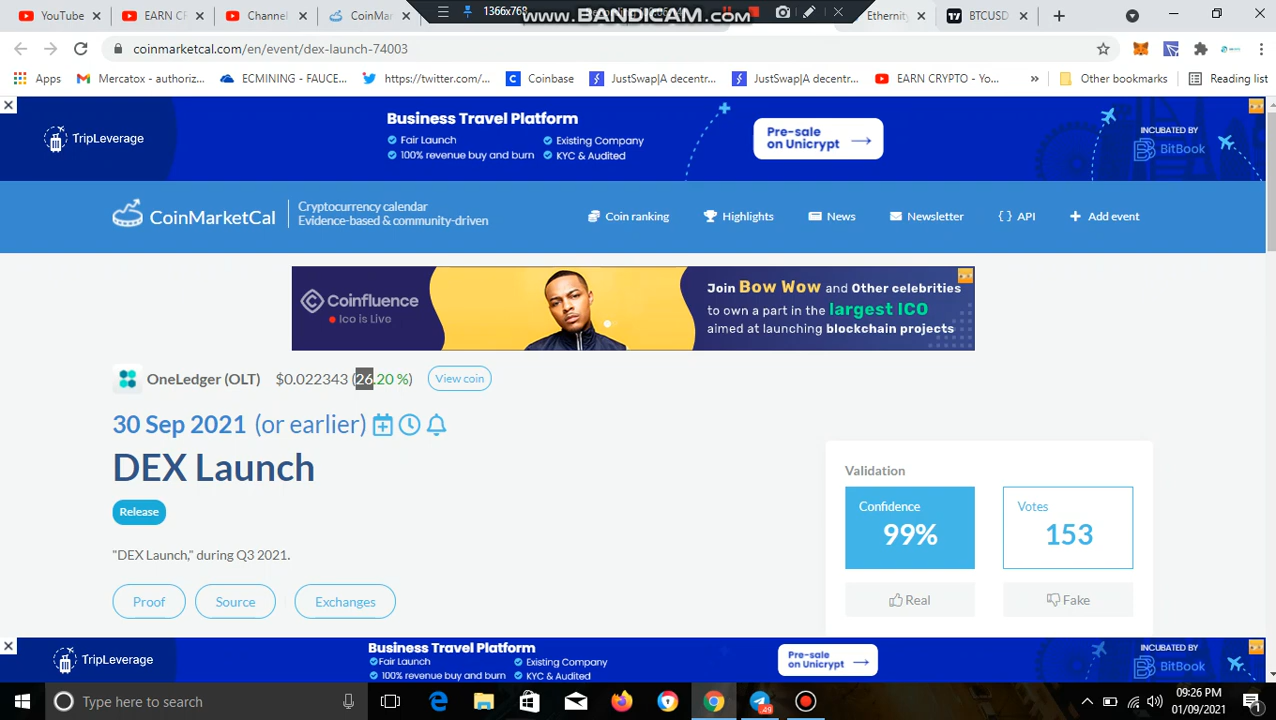 YouTube
EARN CR
Channel
CoinMar
1366x768
www.BANDICAM.com
Ethernity
BTCUSD
coinmarketcal.com/en/event/dex-launch-74003
Apps
Mercatox - authoriz...
ECMINING - FAUCE...
https://twitter.com/...
Coinbase
JustSwap|A decentr...
JustSwap|A decentr...
EARN CRYPTO - Yo...
»
Other bookmarks
Reading list
TripLeverage
Business Travel Platform
Fair Launch
Existing Company
100% revenue buy and burn
KYC & Audited
Pre-sale
on Unicrypt
INCUBATED BY
BitBook
CoinMarketCal
Cryptocurrency calendar
Evidence-based & community-driven
Coin ranking
Highlights
News
Newsletter
API
Add event
Coinfluence
Ico is Live
Join Bow Wow and Other celebrities
to own a part in the largest ICO
aimed at launching blockchain projects
OneLedger (OLT) $0.022343 (26.20 %) View coin
30 Sep 2021 (or earlier)
DEX Launch
Release
"DEX Launch," during Q3 2021.
Proof
Source
Exchanges
Validation
Confidence
99%
Votes
153
Real
Fake
TripLeverage
Business Travel Platform
Fair Launch
Existing Company
100% revenue buy and burn
KYC & Audited
Pre-sale
on Unicrypt
INCUBATED BY
BitBook
Type here to search
.49
09:26 PM
01/09/2021
1